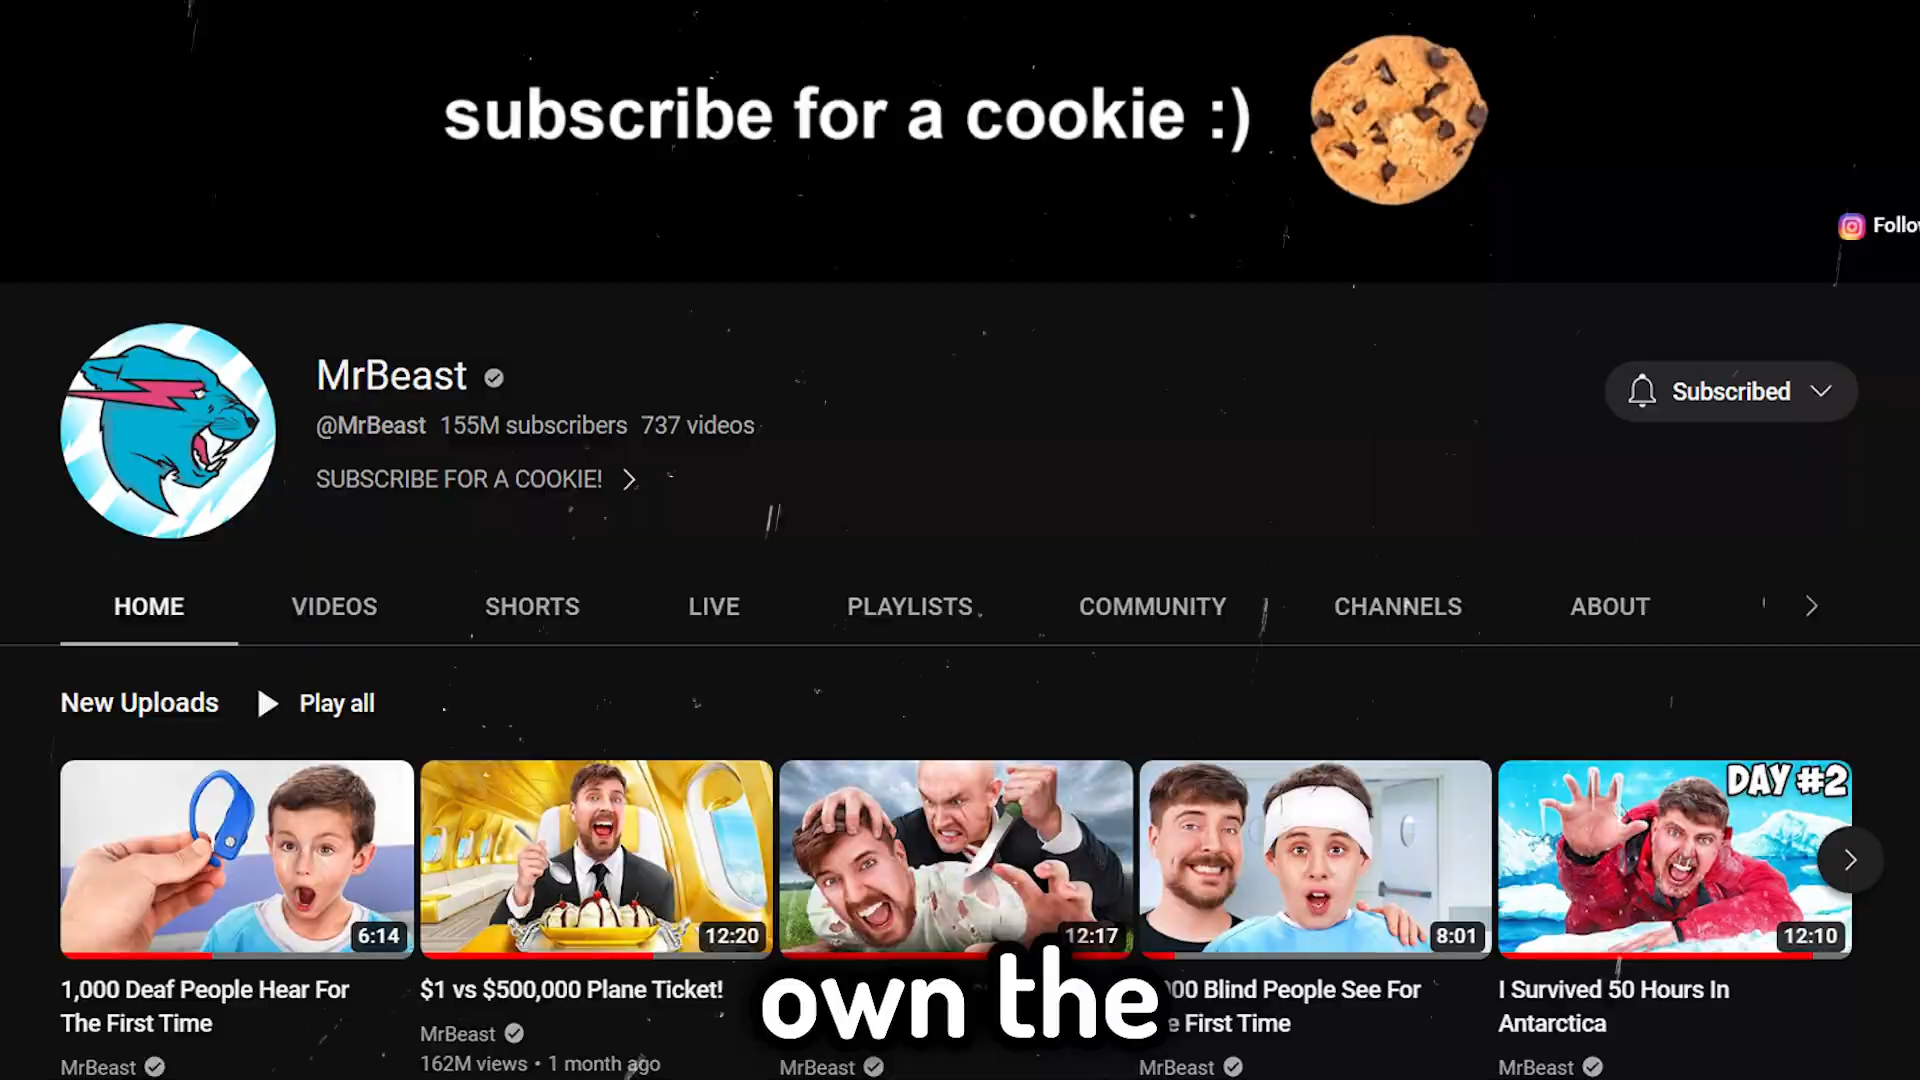 subscribe for a cookie :)
Follo
MrBeast
@MrBeast 155M subscribers 737 videos
SUBSCRIBE FOR A COOKIE!
Subscribed
HOME VIDEOS SHORTS LIVE PLAYLISTS COMMUNITY CHANNELS ABOUT
New Uploads Play all
DAY #2
6:14 12:20 12:17 8:01 12:10
1,000 Deaf People Hear For
The First Time
MrBeast
$1 vs $500,000 Plane Ticket!
MrBeast
162M views • 1 month ago
own the
MrBeast
000 Blind People See For
e First Time
MrBeast
I Survived 50 Hours In
Antarctica
MrBeast